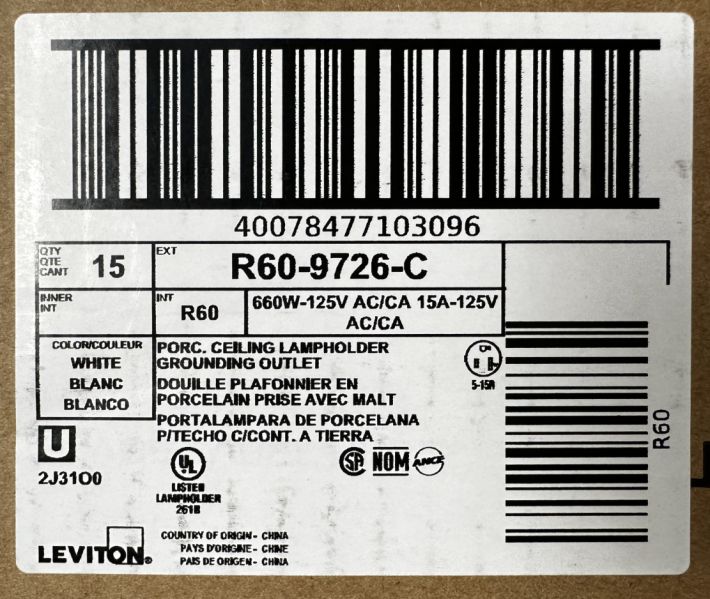 40078477103096
QTY
QTE
CANT
15
EXT
R60-9726-C
INNER
INT
INT
R60
660W-125V AC/CA 15A-125V
AC/CA
COLOR/COULEUR
WHITE
BLANC
BLANCO
PORC. CEILING LAMPHOLDER
GROUNDING OUTLET
DOUILLE PLAFONNIER EN
PORCELAIN PRISE AVEC MALT
PORTALAMPARA DE PORCELANA
P/TECHO C/CONT. A TIERRA
G
5-15R
R60
U
2J31O0
UL
LISTED
LAMPHOLDER
261B
SA
NOM
ANCE
COUNTRY OF ORIGIN - CHINA
PAYS D'ORIGINE - CHINE
PAIS DE ORIGEN - CHINA
LEVITON®